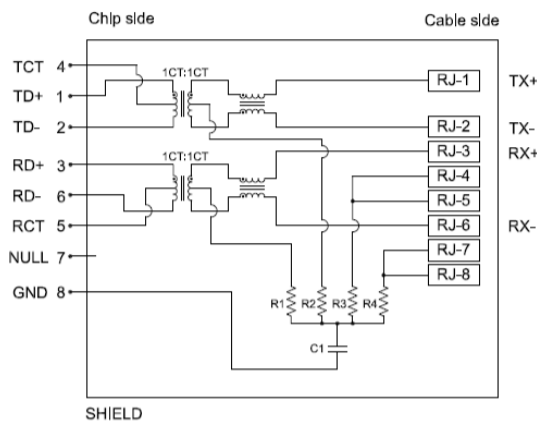 Chip side Cable side
TCT 4
1CT:1CT
TD+ 1
RJ-1 TX+
TD- 2
RJ-2 TX-
RJ-3 RX+
1CT:1CT
RD+ 3
RJ-4
RD- 6
RJ-5
RCT 5
RJ-6 RX-
NULL 7
RJ-7
RJ-8
GND 8
R1 R2 R3 R4
C1
SHIELD